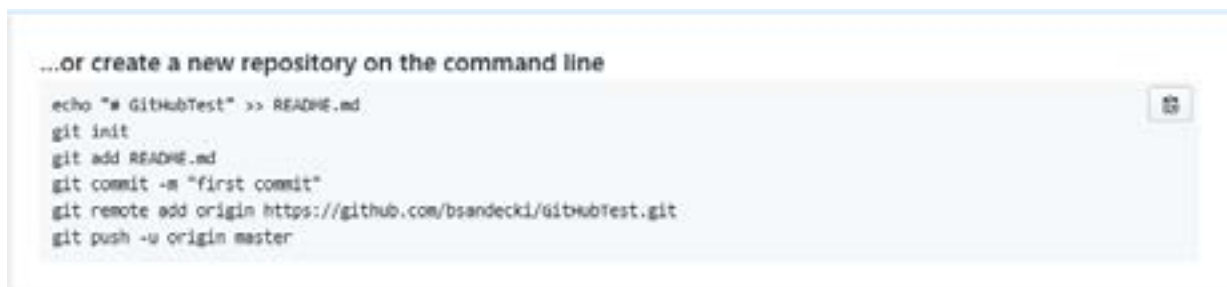 ...or create a new repository on the command line
echo "# GitHubTest" >> README.md
git init
git add README.md
git commit -m "first commit"
git remote add origin https://github.com/bsandecki/GitHubTest.git
git push -u origin master